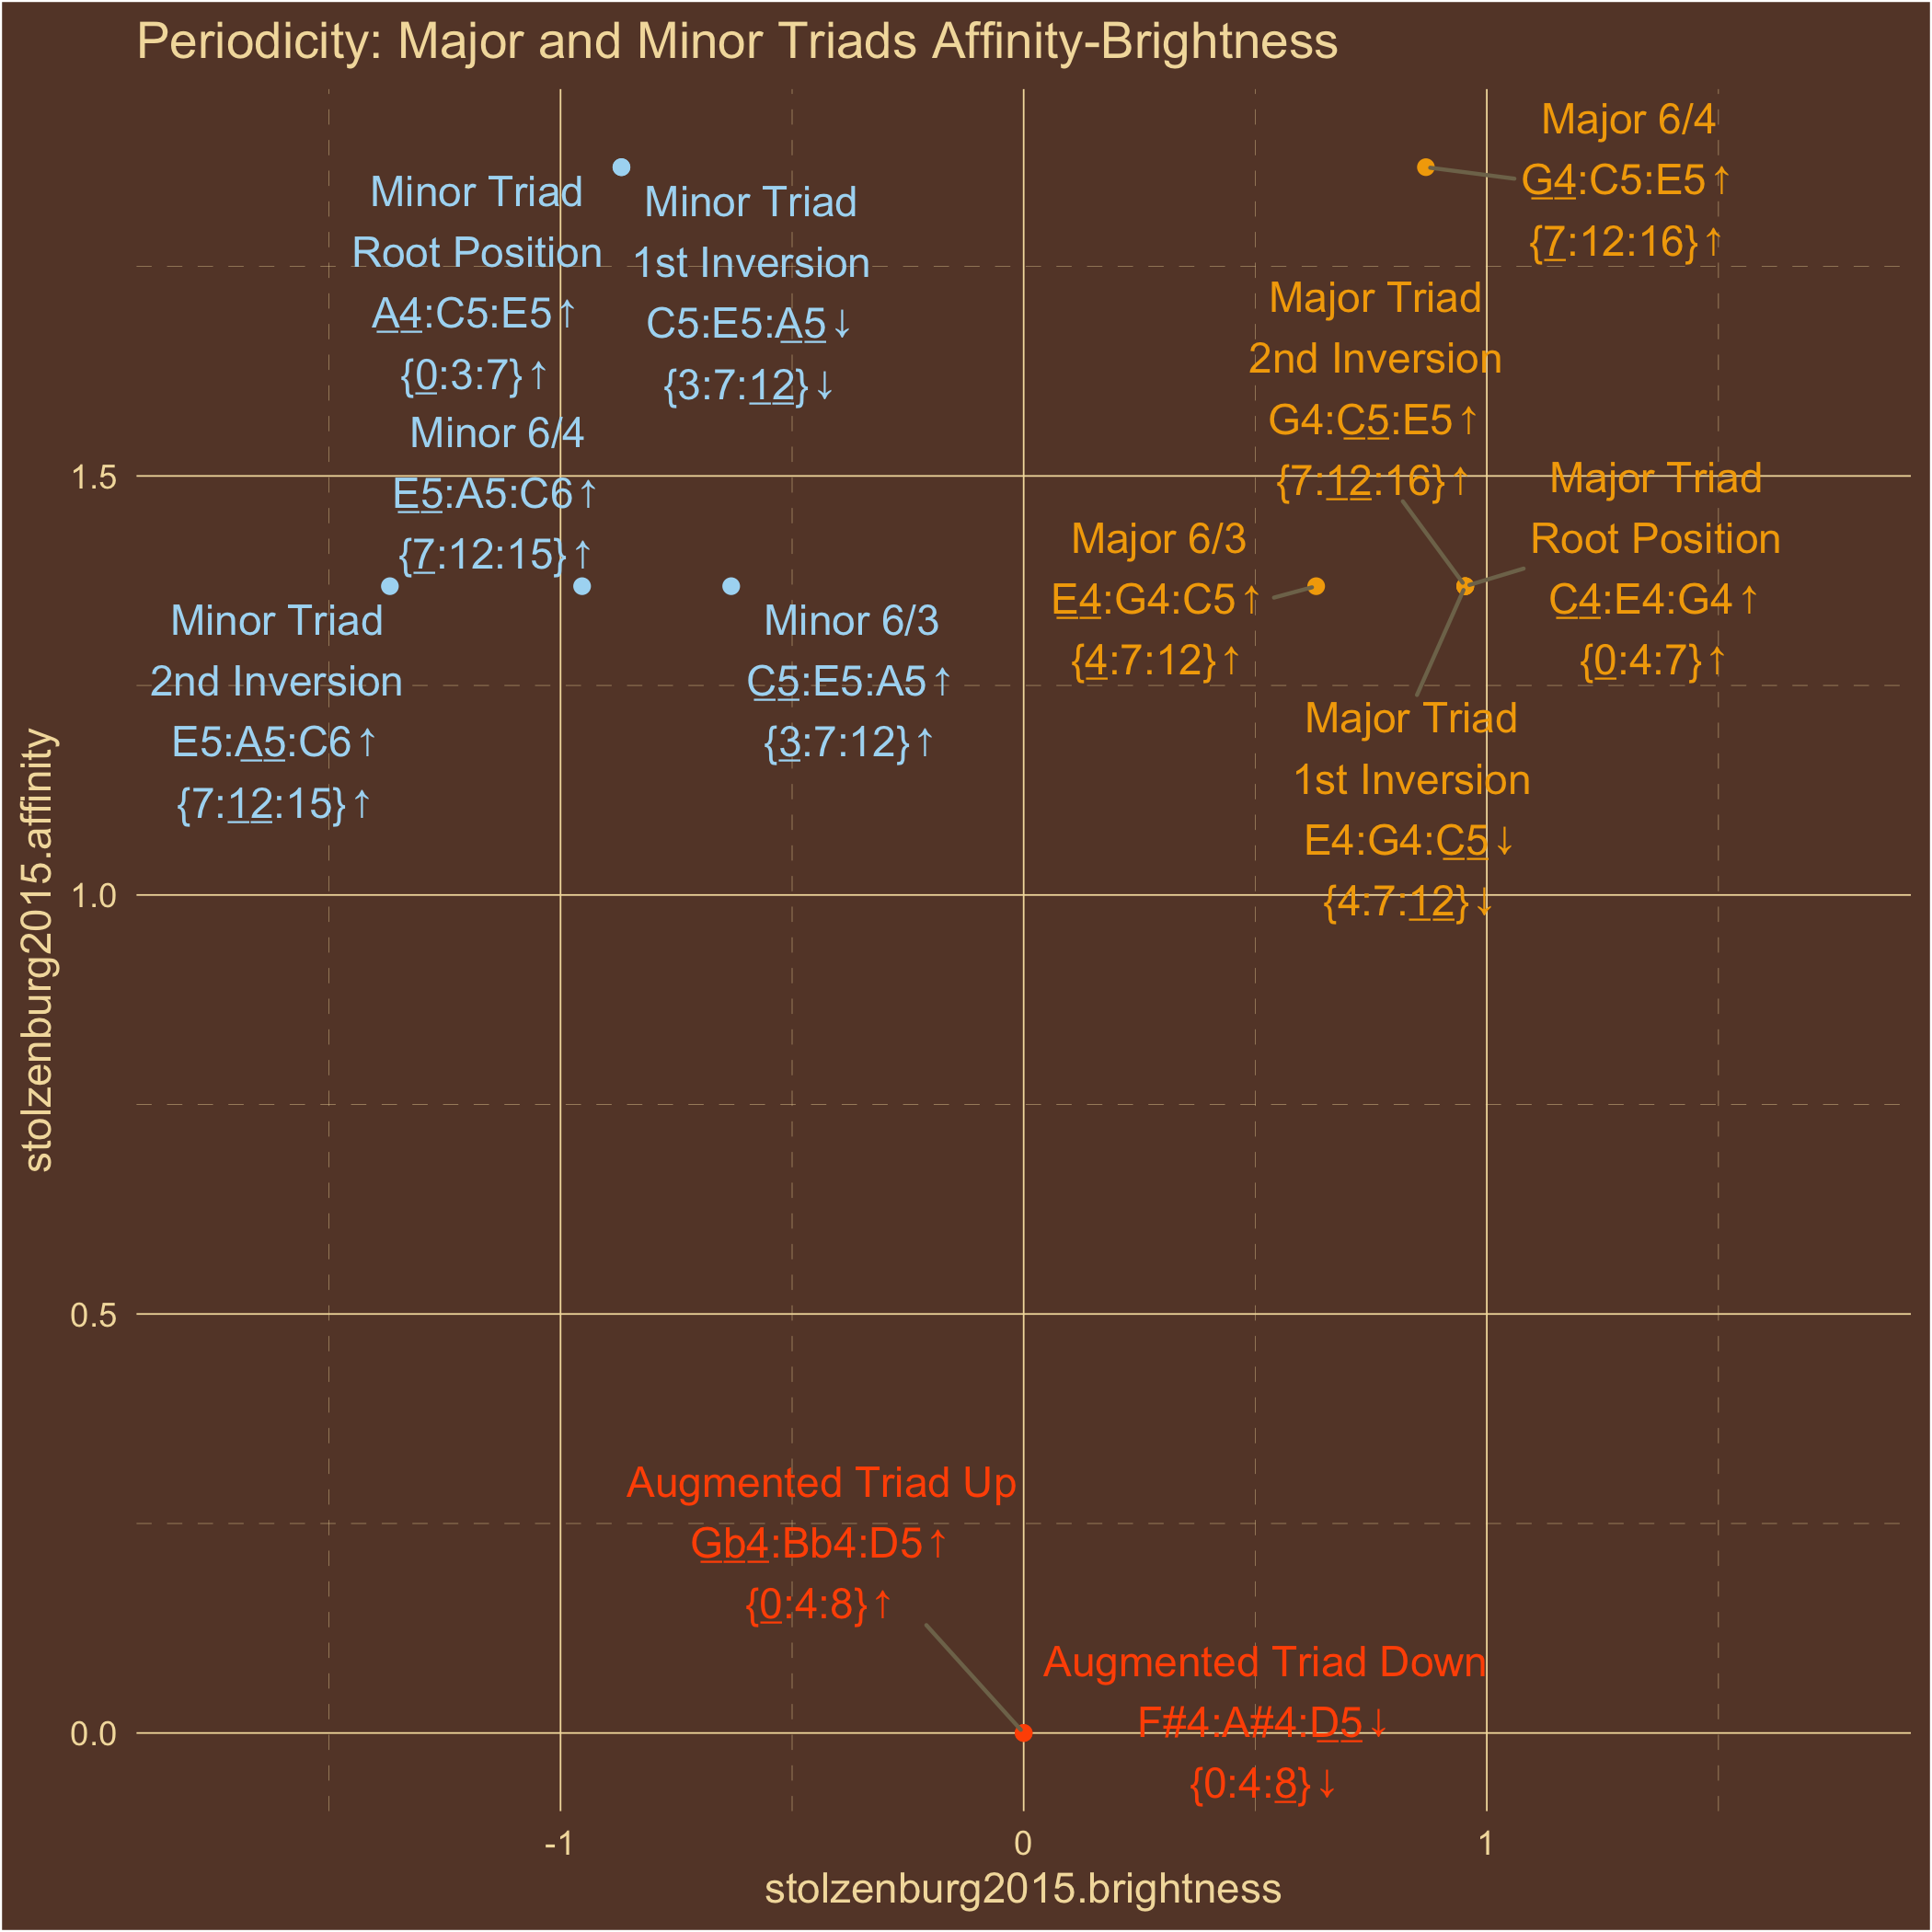 Periodicity: Major and Minor Triads Affinity-Brightness
Major 6/4
G4:C5:E5↑
{7:12:16}↑
Minor Triad
Root Position
A4:C5:E5↑
{0:3:7}↑
Minor Triad
1st Inversion
C5:E5:A5↓
{3:7:12}↓
Major Triad
2nd Inversion
G4:C5:E5↑
{7:12:16}↑
Minor 6/4
E5:A5:C6↑
{7:12:15}↑
Major Triad
Root Position
C4:E4:G4↑
{0:4:7}↑
Major 6/3
E4:G4:C5↑
{4:7:12}↑
Minor Triad
2nd Inversion
E5:A5:C6↑
{7:12:15}↑
Minor 6/3
C5:E5:A5↑
{3:7:12}↑
Major Triad
1st Inversion
E4:G4:C5↓
{4:7:12}↓
Augmented Triad Up
Gb4:Bb4:D5↑
{0:4:8}↑
Augmented Triad Down
F#4:A#4:D5↓
{0:4:8}↓
1.5
1.0
0.5
0.0
stolzenburg2015.affinity
-1
0
1
stolzenburg2015.brightness